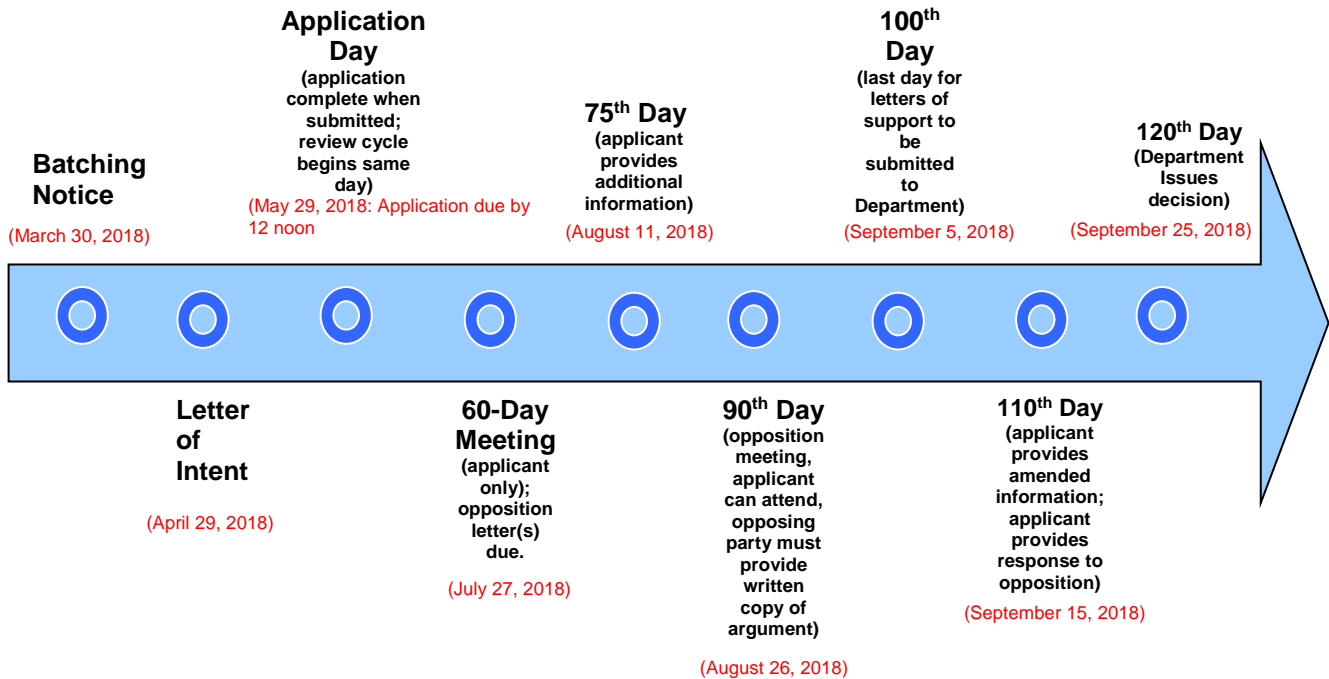 Batching
Notice
(March 30, 2018)
Letter
of
Intent
(April 29, 2018)
Application
Day
(application
complete when
submitted;
review cycle
begins same
day)
(May 29, 2018: Application due by
12 noon
60-Day
Meeting
(applicant
only);
opposition
letter(s)
due.
(July 27, 2018)
75th Day
(applicant
provides
additional
information)
(August 11, 2018)
90th Day
(opposition
meeting,
applicant
can attend,
opposing
party must
provide
written
copy of
argument)
(August 26, 2018)
100th
Day
(last day for
letters of
support to
be
submitted
to
Department)
(September 5, 2018)
110th Day
(applicant
provides
amended
information;
applicant
provides
response to
opposition)
(September 15, 2018)
120th Day
(Department
Issues
decision)
(September 25, 2018)